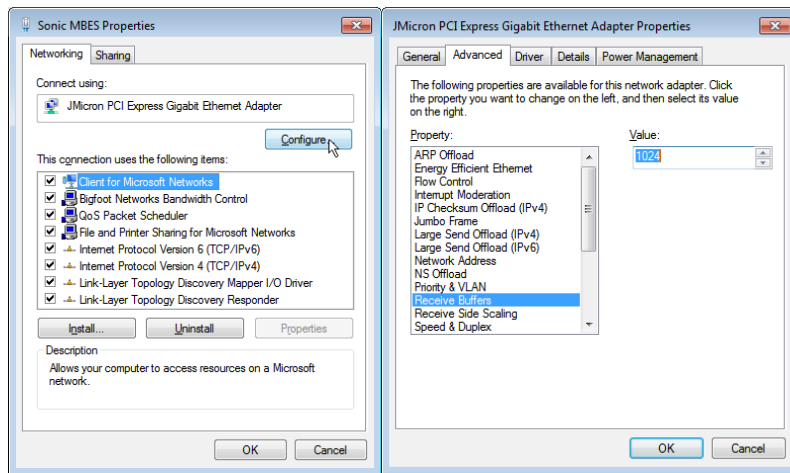 Sonic MBES Properties
Networking
Sharing
Connect using:
JMicron PCI Express Gigabit Ethernet Adapter
Configure...
This connection uses the following items:
Client for Microsoft Networks
Bigfoot Networks Bandwidth Control
QoS Packet Scheduler
File and Printer Sharing for Microsoft Networks
Internet Protocol Version 6 (TCP/IPv6)
Internet Protocol Version 4 (TCP/IPv4)
Link-Layer Topology Discovery Mapper I/O Driver
Link-Layer Topology Discovery Responder
Install...
Uninstall
Properties
Description
Allows your computer to access resources on a Microsoft
network.
OK
Cancel
JMicron PCI Express Gigabit Ethernet Adapter Properties
General
Advanced
Driver
Details
Power Management
The following properties are available for this network adapter. Click
the property you want to change on the left, and then select its value
on the right.
Property:
Value:
ARP Offload
Energy Efficient Ethernet
Flow Control
Interrupt Moderation
IP Checksum Offload (IPv4)
Jumbo Frame
Large Send Offload (IPv4)
Large Send Offload (IPv6)
Network Address
NS Offload
Priority & VLAN
Receive Buffers
Receive Side Scaling
Speed & Duplex
1024
OK
Cancel